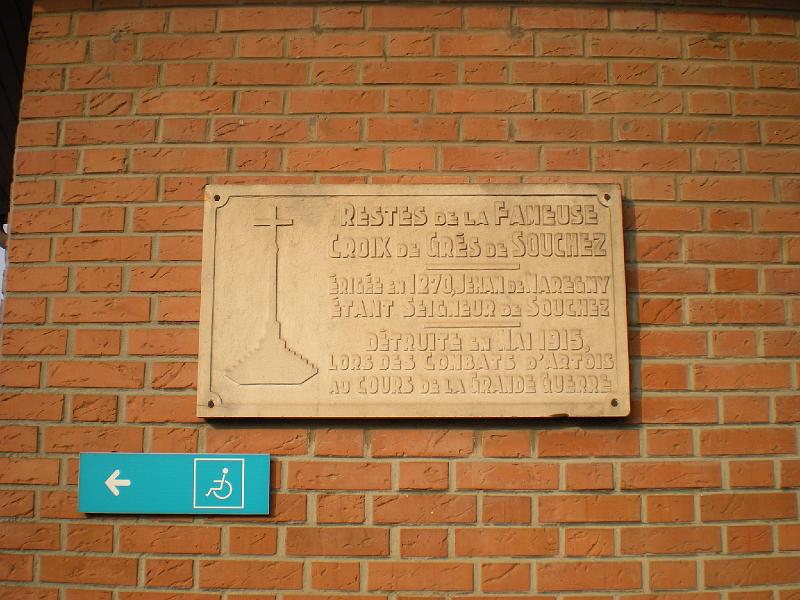 RESTES DE LA FAMEUSE
CROIX DE GRÈS DE SOUCHEZ
ÉRIGÉE EN 1270, JEHAN DE NAREGNY
ÉTANT SEIGNEUR DE SOUCHEZ
DÉTRUITE EN MAI 1915,
LORS DES COMBATS D'ARTOIS
AU COURS DE LA GRANDE GUERRE